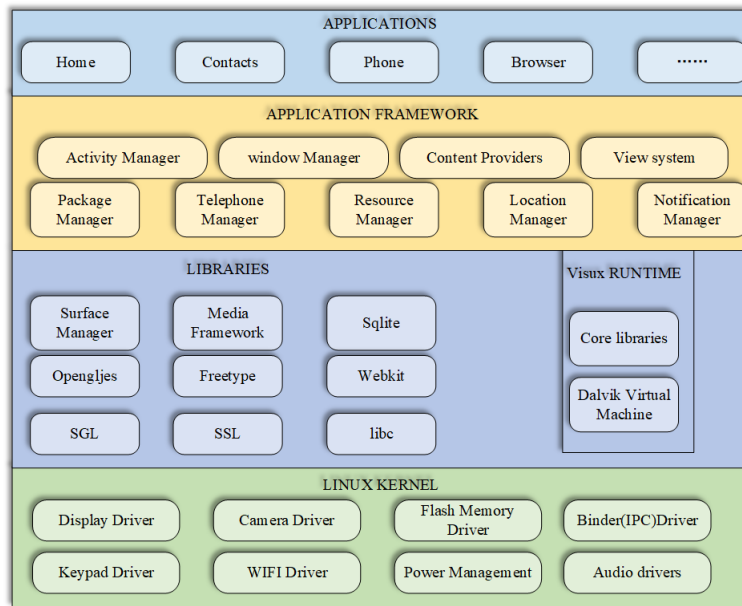 APPLICATIONS
Home
Contacts
Phone
Browser
······
APPLICATION FRAMEWORK
Activity Manager
window Manager
Content Providers
View system
Package
Manager
Telephone
Manager
Resource
Manager
Location
Manager
Notification
Manager
LIBRARIES
Surface
Manager
Media
Framework
Sqlite
Opengljes
Freetype
Webkit
SGL
SSL
libc
Visux RUNTIME
Core libraries
Dalvik Virtual
Machine
LINUX KERNEL
Display Driver
Camera Driver
Flash Memory
Driver
Binder(IPC)Driver
Keypad Driver
WIFI Driver
Power Management
Audio drivers